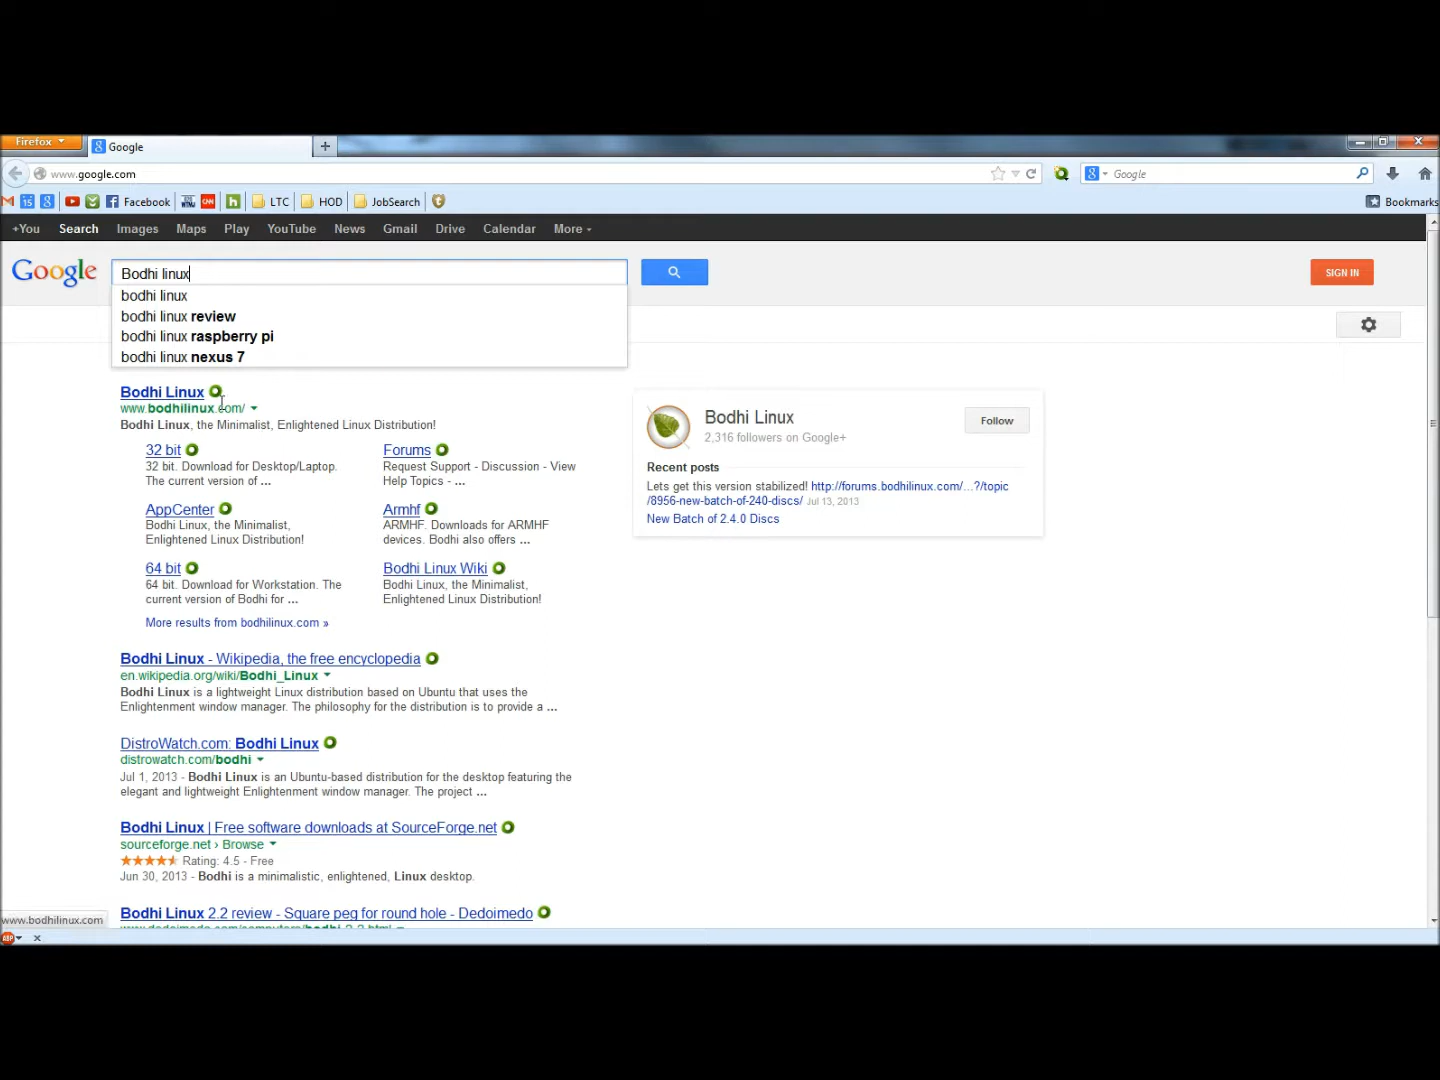 Firefox
Google
www.google.com
Google
Facebook
LTC
HOD
JobSearch
Bookmarks
+You Search Images Maps Play YouTube News Gmail Drive Calendar More
Google
Bodhi linux
SIGN IN
bodhi linux
bodhi linux review
bodhi linux raspberry pi
bodhi linux nexus 7
Bodhi Linux
www.bodhilinux.com/
Bodhi Linux, the Minimalist, Enlightened Linux Distribution!
32 bit
32 bit. Download for Desktop/Laptop.
The current version of ...
Forums
Request Support - Discussion - View
Help Topics - ...
AppCenter
Bodhi Linux, the Minimalist,
Enlightened Linux Distribution!
Armhf
ARMHF. Downloads for ARMHF
devices. Bodhi also offers ...
64 bit
64 bit. Download for Workstation. The
current version of Bodhi for ...
Bodhi Linux Wiki
Bodhi Linux, the Minimalist,
Enlightened Linux Distribution!
More results from bodhilinux.com »
Bodhi Linux - Wikipedia, the free encyclopedia
en.wikipedia.org/wiki/Bodhi_Linux
Bodhi Linux is a lightweight Linux distribution based on Ubuntu that uses the
Enlightenment window manager. The philosophy for the distribution is to provide a ...
DistroWatch.com: Bodhi Linux
distrowatch.com/bodhi
Jul 1, 2013 - Bodhi Linux is an Ubuntu-based distribution for the desktop featuring the
elegant and lightweight Enlightenment window manager. The project ...
Bodhi Linux | Free software downloads at SourceForge.net
sourceforge.net › Browse
Rating: 4.5 - Free
Jun 30, 2013 - Bodhi is a minimalistic, enlightened, Linux desktop.
Bodhi Linux 2.2 review - Square peg for round hole - Dedoimedo
Bodhi Linux
2,316 followers on Google+
Follow
Recent posts
Lets get this version stabilized! http://forums.bodhilinux.com/...?/topic
/8956-new-batch-of-240-discs/ Jul 13, 2013
New Batch of 2.4.0 Discs
www.bodhilinux.com
ABP